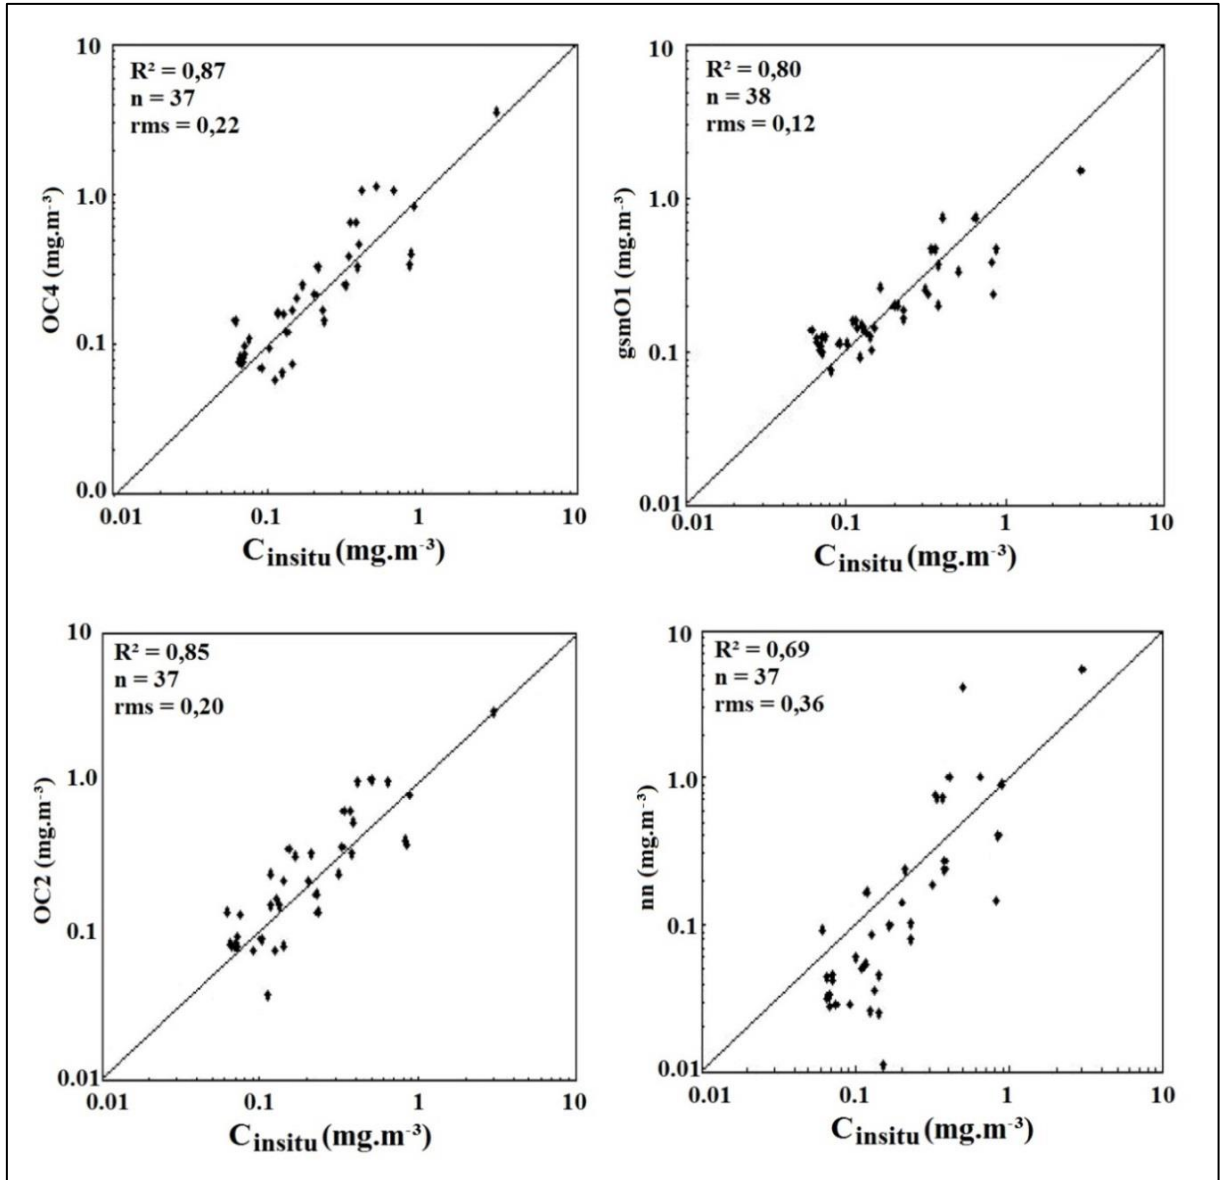 10
R² = 0,87
n = 37
rms = 0,22
1.0
OC4 (mg.m⁻³)
0.1
0.0
0.01 0.1 1 10
C insitu (mg.m⁻³)
10
R² = 0,80
n = 38
rms = 0,12
1.0
gsmO1 (mg.m⁻³)
0.1
0.01
0.01 0.1 1 10
C insitu (mg.m⁻³)
10
R² = 0,85
n = 37
rms = 0,20
1.0
OC2 (mg.m⁻³)
0.1
0.01
0.01 0.1 1 10
C insitu (mg.m⁻³)
10
R² = 0,69
n = 37
rms = 0,36
1.0
nn (mg.m⁻³)
0.1
0.01
0.01 0.1 1 10
C insitu (mg.m⁻³)